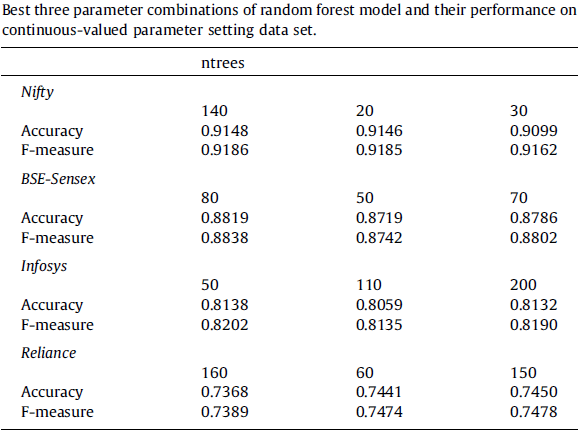 Best three parameter combinations of random forest model and their performance on
continuous-valued parameter setting data set.
ntrees
Nifty
140 20 30
Accuracy 0.9148 0.9146 0.9099
F-measure 0.9186 0.9185 0.9162
BSE-Sensex
80 50 70
Accuracy 0.8819 0.8719 0.8786
F-measure 0.8838 0.8742 0.8802
Infosys
50 110 200
Accuracy 0.8138 0.8059 0.8132
F-measure 0.8202 0.8135 0.8190
Reliance
160 60 150
Accuracy 0.7368 0.7441 0.7450
F-measure 0.7389 0.7474 0.7478